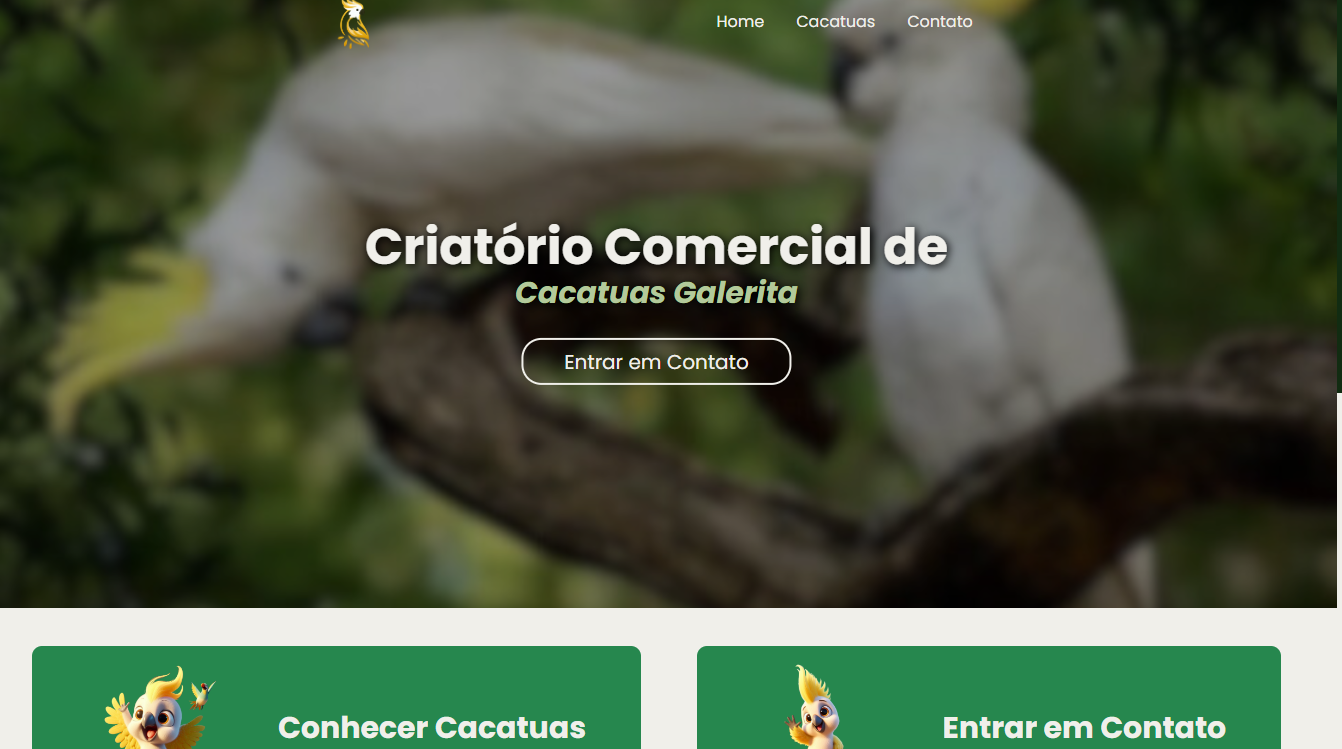 Home Cacatuas Contato
Criatório Comercial de
Cacatuas Galerita
Entrar em Contato
Conhecer Cacatuas
Entrar em Contato